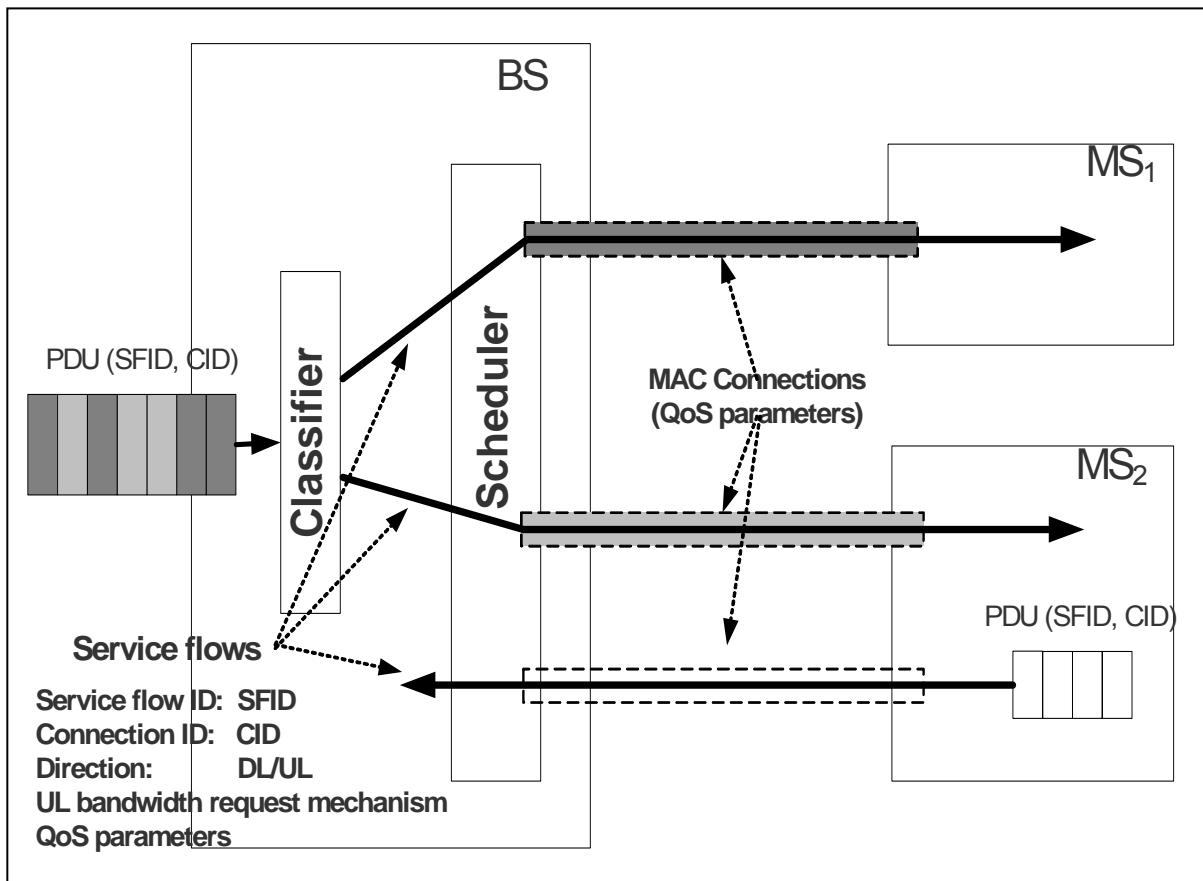 BS
MS₁
PDU (SFID, CID)
Classifier
Scheduler
MAC Connections
(QoS parameters)
MS₂
PDU (SFID, CID)
Service flows
Service flow ID: SFID
Connection ID: CID
Direction: DL/UL
UL bandwidth request mechanism
QoS parameters